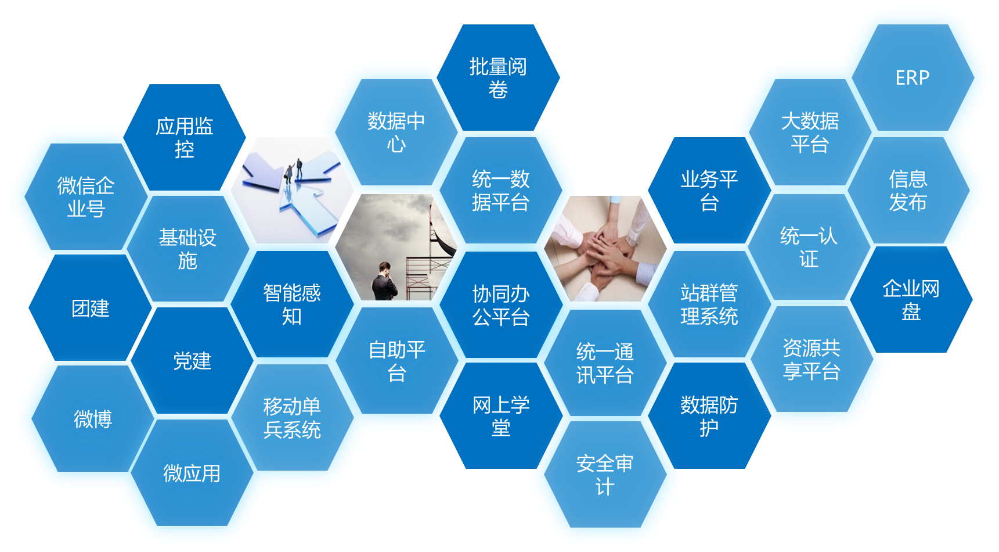 微信企
业号
团建
微博
应用监
控
基础设
施
党建
微应用
智能感
知
移动单
兵系统
数据中
心
自助平
台
批量阅
卷
统一数
据平台
协同办
公平台
网上学
堂
统一通
讯平台
安全审
计
业务平
台
站群管
理系统
数据防
护
大数据
平台
统一认
证
资源共
享平台
ERP
信息
发布
企业网
盘